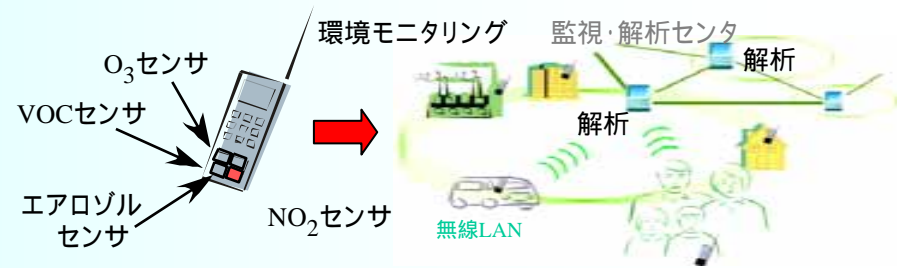 環境モニタリング
監視・解析センタ
O3センサ
解析
VOCセンサ
解析
エアロゾル
センサ
NO2センサ
無線LAN